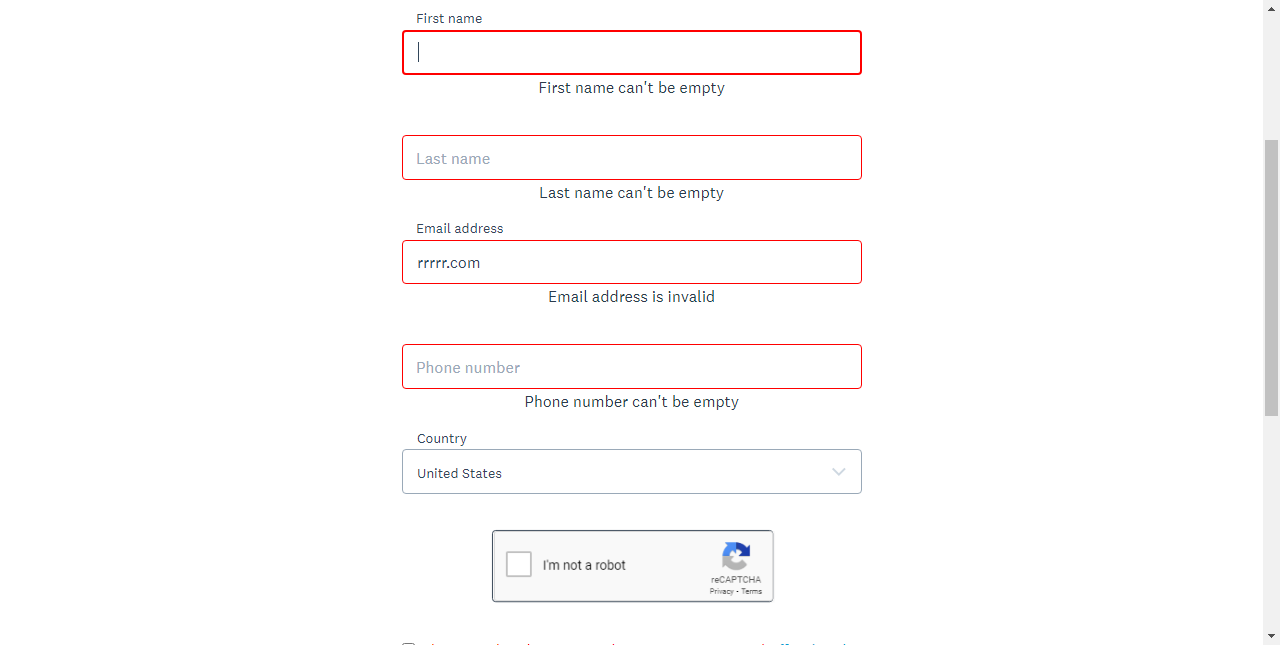 First name
First name can't be empty
Last name
Last name can't be empty
Email address
rrrrr.com
Email address is invalid
Phone number
Phone number can't be empty
Country
United States
I'm not a robot
reCAPTCHA
Privacy - Terms